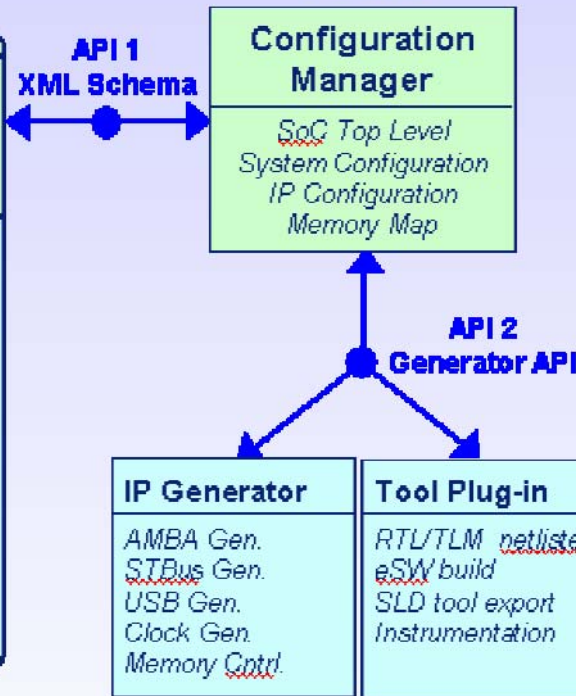 API 1
XML Schema
Configuration
Manager
SoC Top Level
System Configuration
IP Configuration
Memory Map
API 2
Generator API
IP Generator
AMBA Gen.
STBus Gen.
USB Gen.
Clock Gen.
Memory Cntrl.
Tool Plug-in
RTL/TLM netliste
eSW build
SLD tool export
Instrumentation